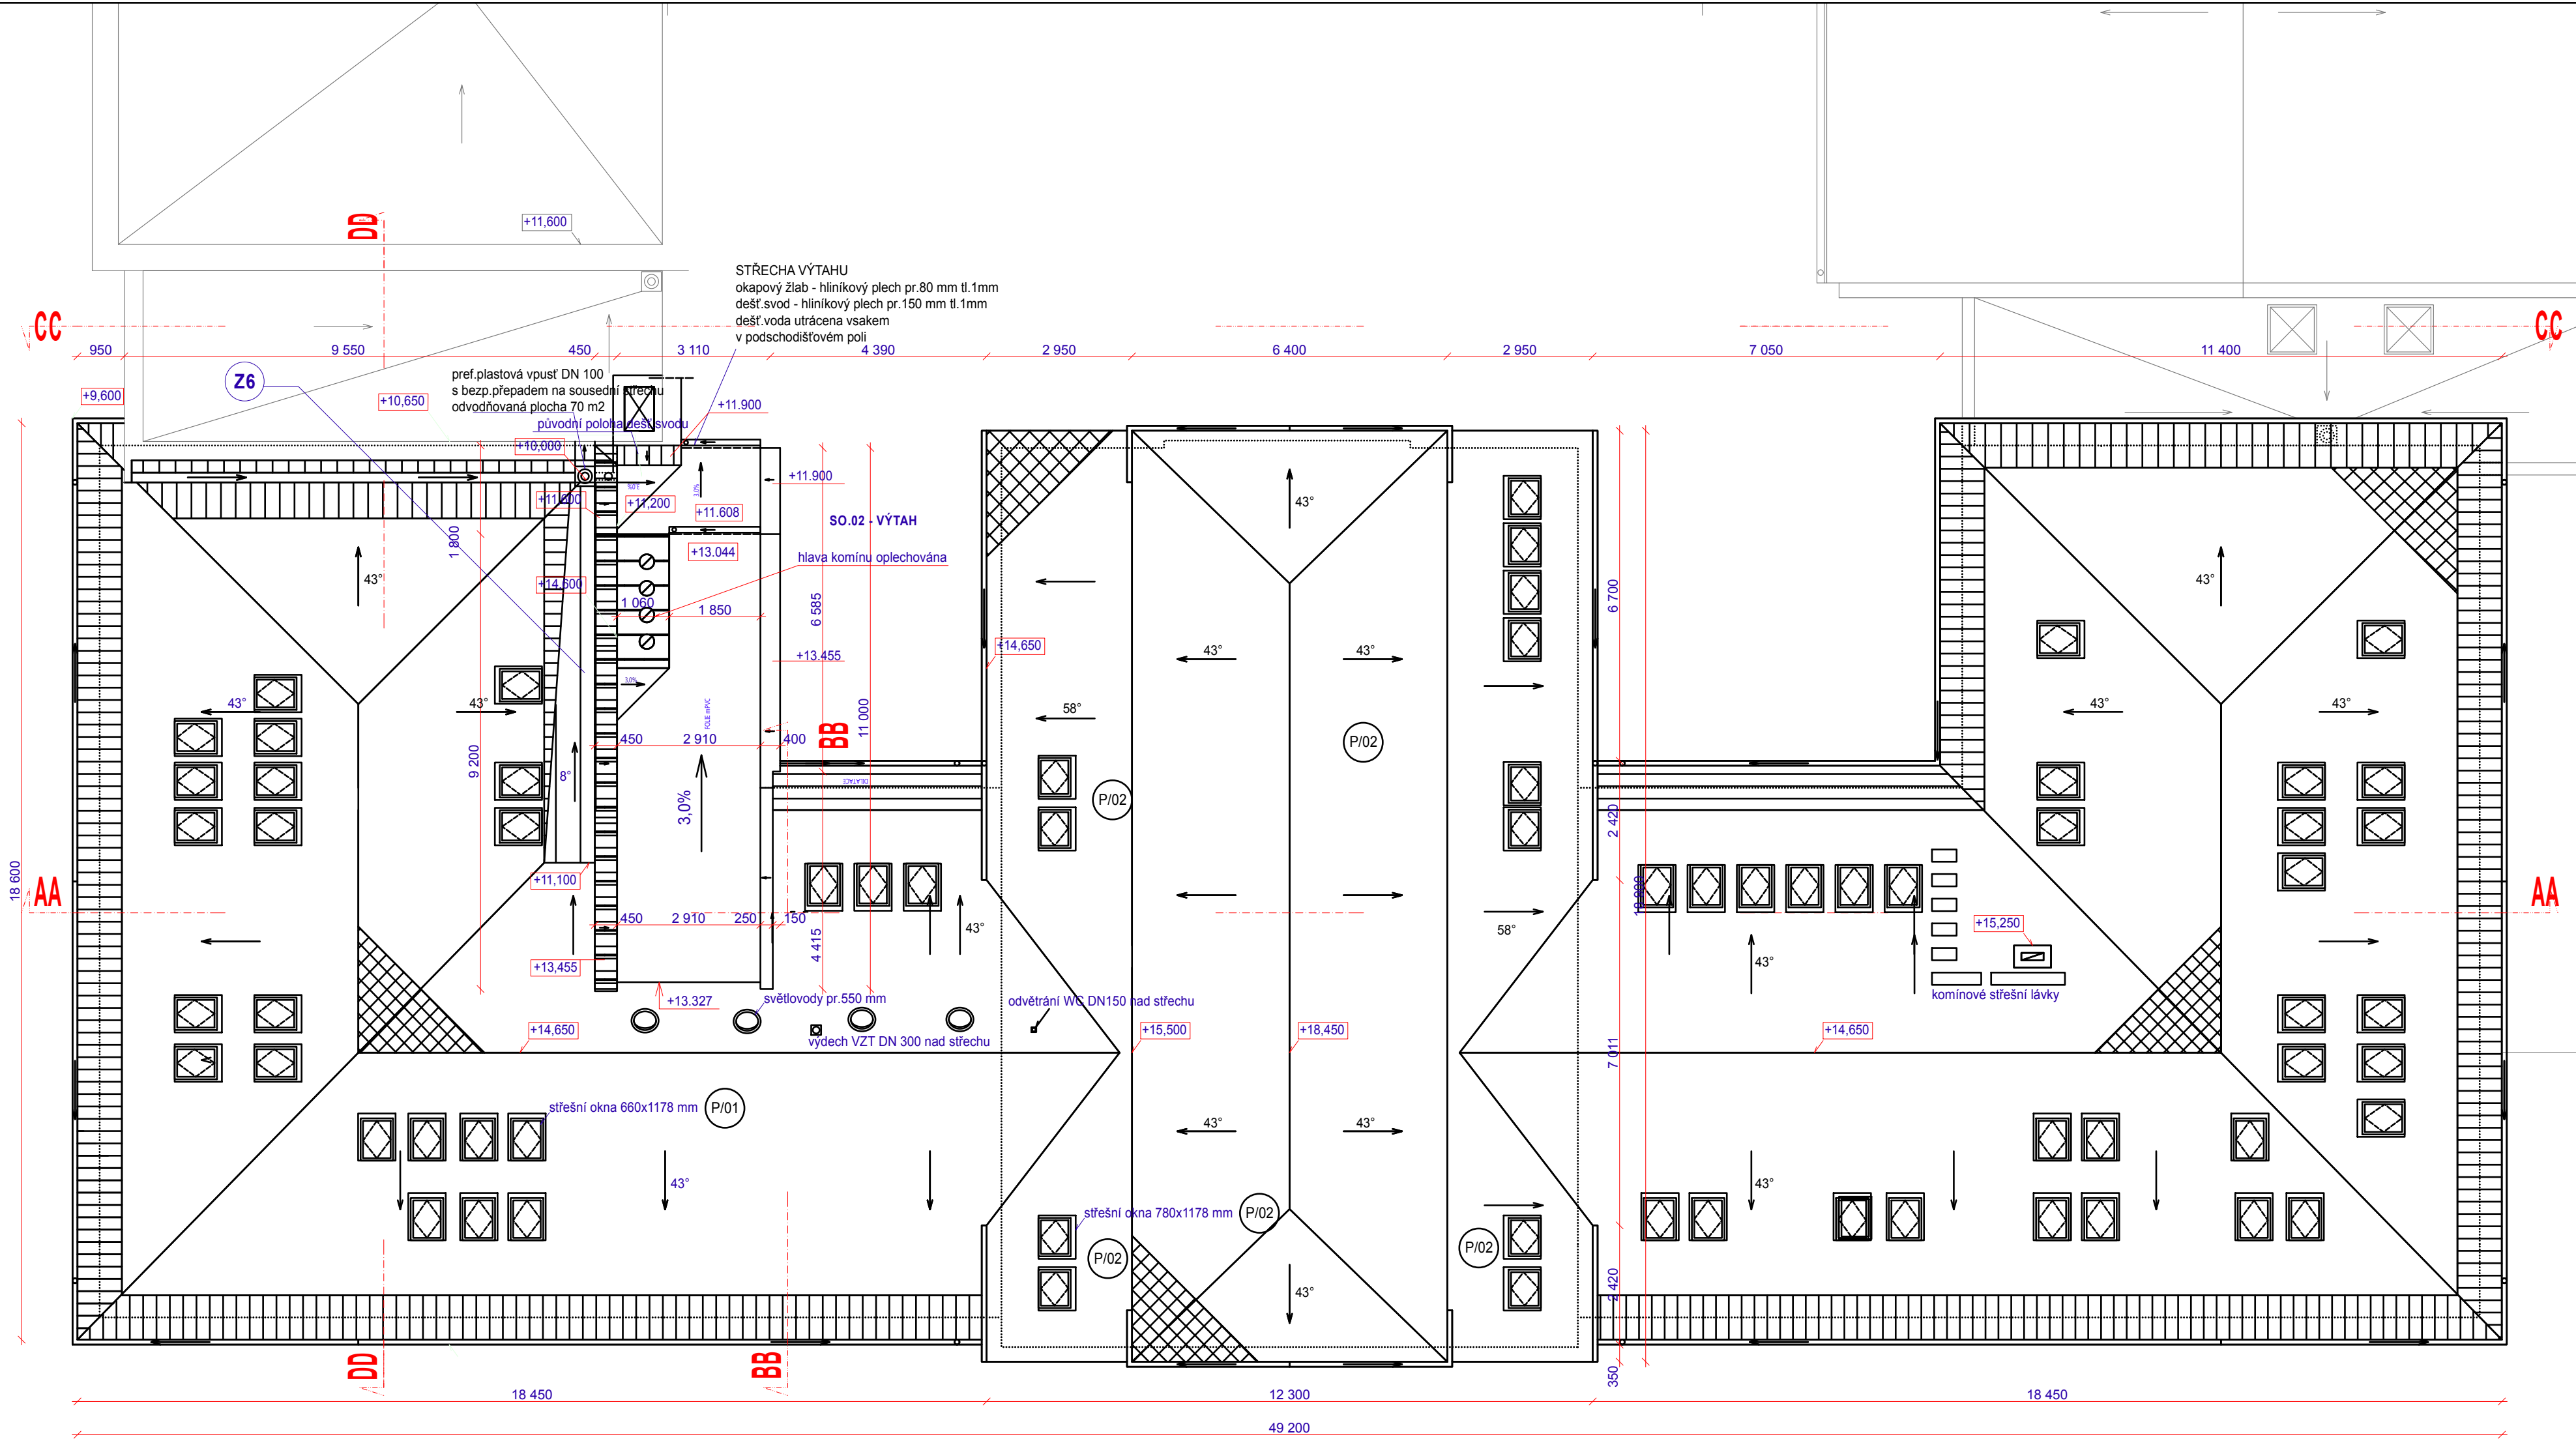 +11,600
DD
STŘECHA VÝTAHU
okapový žlab - hliníkový plech pr.80 mm tl.1mm
dešť.svod - hliníkový plech pr.150 mm tl.1mm
dešť.voda utrácena vsakem
v podschodišťovém poli
CC
CC
950
9 550
450
3 110
4 390
2 950
6 400
2 950
7 050
11 400
Z6
pref.plastová vpusť DN 100
s bezp.přepadem na sousední střechu
odvodňovaná plocha 70 m2
původní poloha dešť.svodu
+9,600
+10,650
+11.900
+10,000
+11.900
+11,200
+11.608
3,0%
3,0%
SO.02 - VÝTAH
+13.044
hlava komínu oplechována
1 800
43°
+14,600
1 060
1 850
6 585
+13.455
3,0%
43°
43°
9 200
8°
FOLIE mPVC
450
2 910
400
BB
11 000
DILATACE
3,0%
+11,100
450
2 910
250
150
4 415
43°
+13,455
+13.327
světlovody pr.550 mm
výdech VZT DN 300 nad střechu
odvětrání WC DN150 nad střechu
+14,650
+14,650
43°
43°
43°
58°
P/02
P/02
58°
+15,500
+18,450
6 700
2 420
7 011
2 420
350
43°
43°
43°
43°
+15,250
komínové střešní lávky
+14,650
18 600
AA
AA
střešní okna 660x1178 mm
P/01
43°
43°
43°
střešní okna 780x1178 mm
P/02
P/02
P/02
43°
43°
DD
BB
18 450
12 300
18 450
49 200